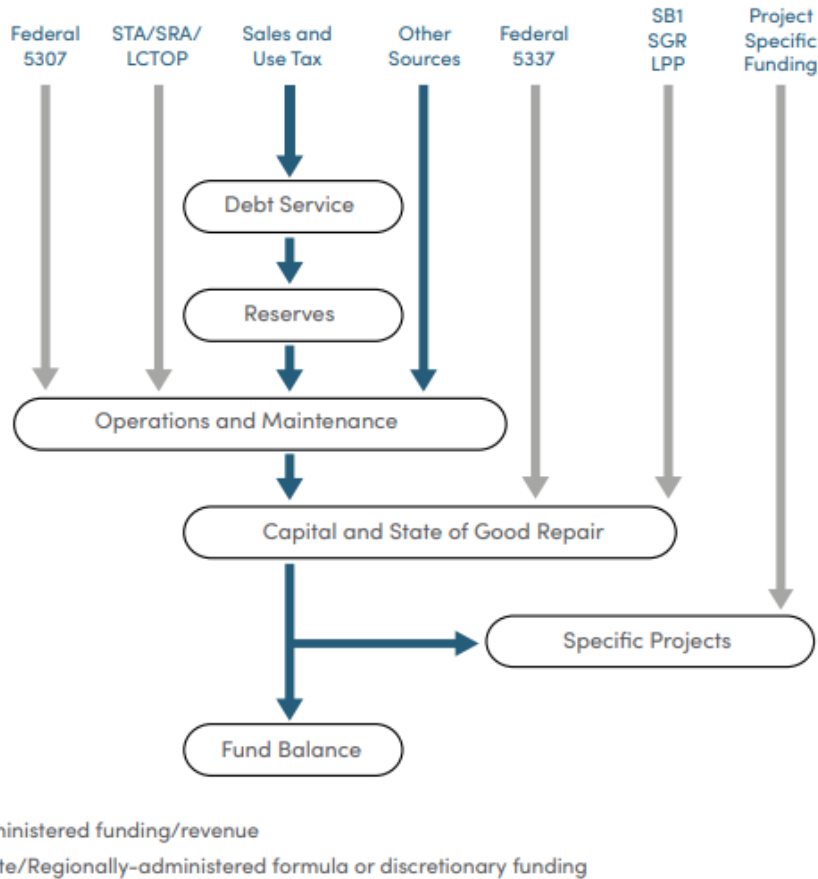 Federal
5307
STA/SRA/
LCTOP
Sales and
Use Tax
Other
Sources
Federal
5337
SB1
SGR
LPP
Project
Specific
Funding
Debt Service
Reserves
Operations and Maintenance
Capital and State of Good Repair
Specific Projects
Fund Balance
ministered funding/revenue
te/Regionally-administered formula or discretionary funding